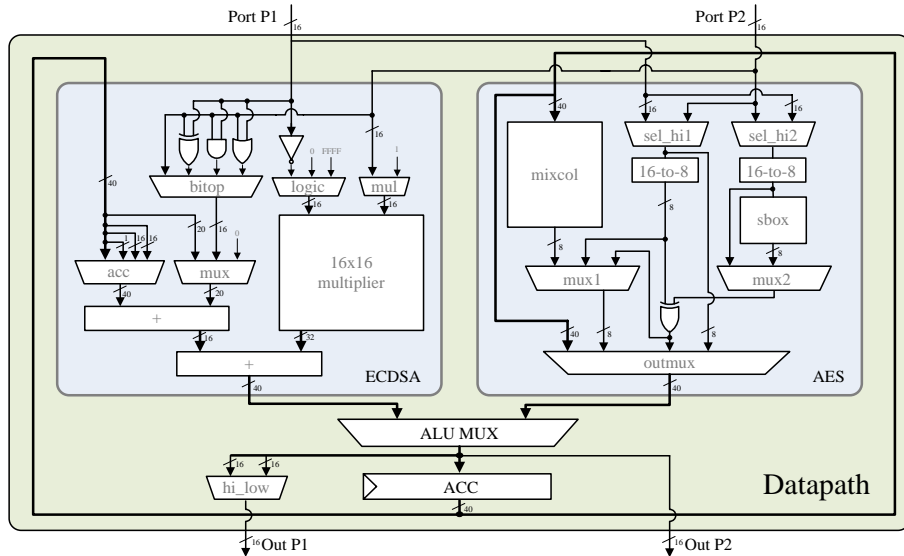 Port P1
Port P2
16
16
40
16
16
16
0 FFFF
1
sel_hi1
sel_hi2
mixcol
16-to-8
16-to-8
40
bitop
logic
mul
16
16
8
sbox
20
16
0
1
16
16
8
8
acc
mux
16x16
multiplier
mux1
mux2
40
20
+
16
32
40
8
8
+
outmux
ECDSA
AES
40
40
ALU MUX
16
16
hi_low
ACC
Datapath
40
16
Out P1
16
Out P2